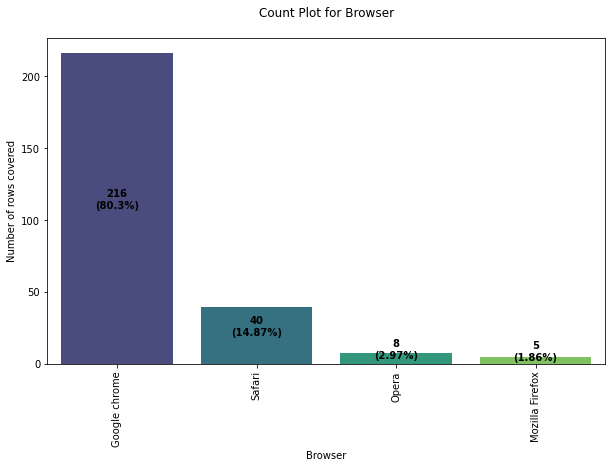 Count Plot for Browser
Number of rows covered
200
150
100
50
0
216
(80.3%)
40
(14.87%)
8
(2.97%)
5
(1.86%)
Google chrome
Safari
Opera
Mozilla Firefox
Browser